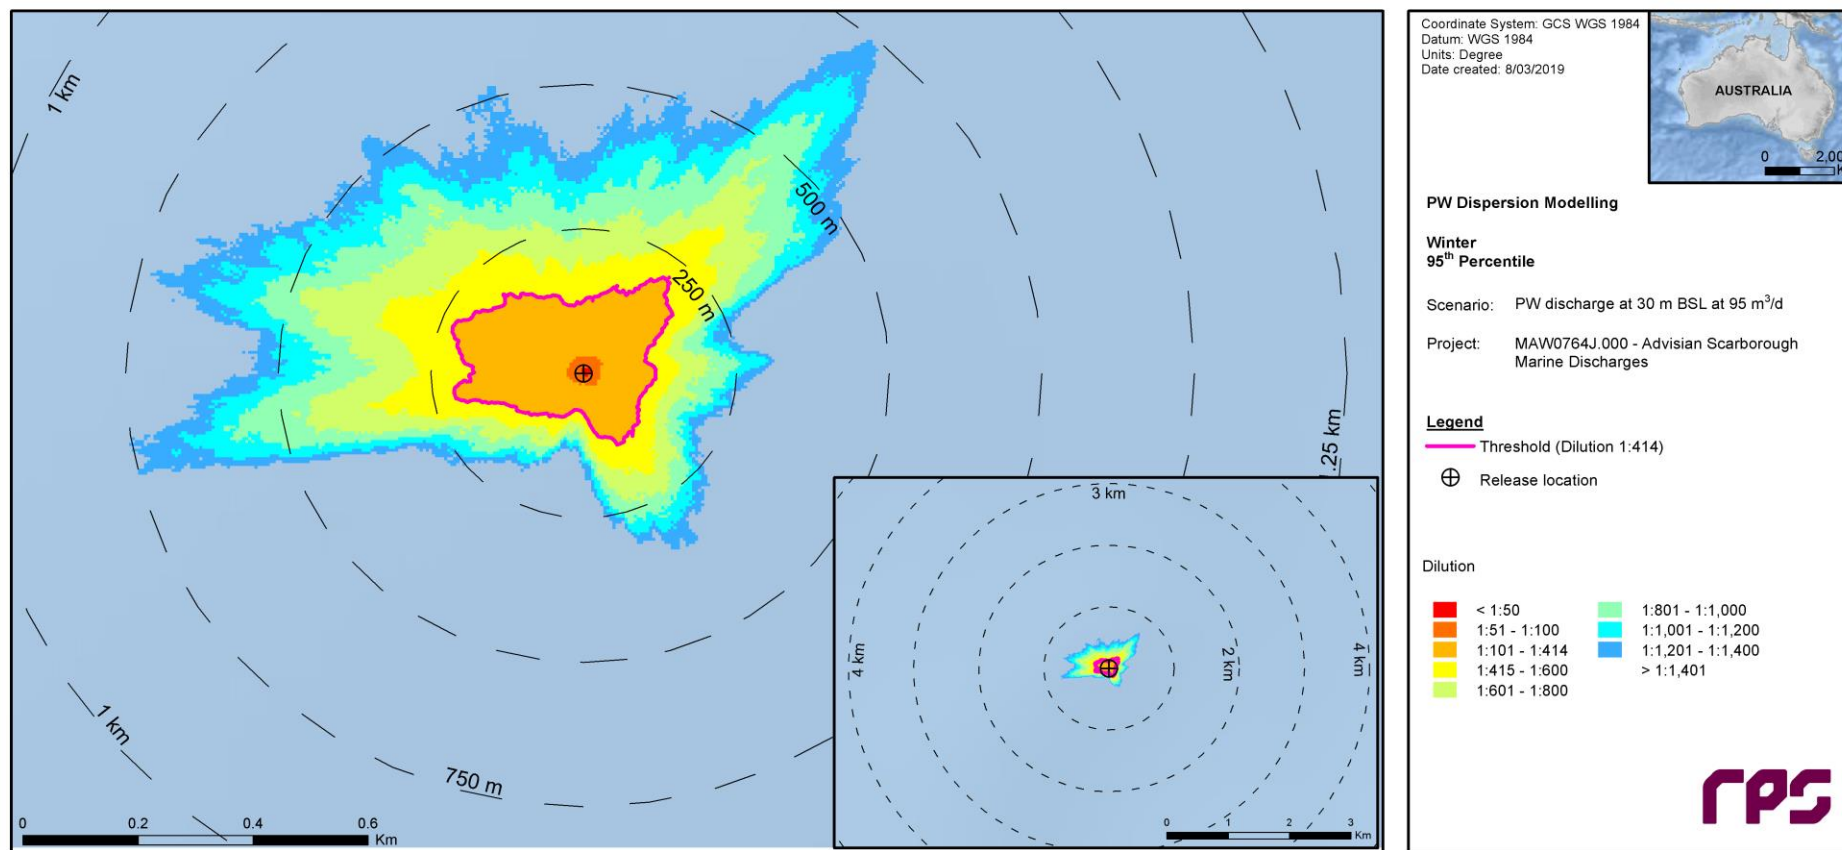 1 km
500 m
250 m
1.25 km
1 km
750 m
0 0.2 0.4 0.6
Km
3 km
4 km
2 km
4 km
0 1 2 3
Km
Coordinate System: GCS WGS 1984
Datum: WGS 1984
Units: Degree
Date created: 8/03/2019
AUSTRALIA
0 2,00
K
PW Dispersion Modelling
Winter
95th Percentile
Scenario: PW discharge at 30 m BSL at 95 m³/d
Project: MAW0764J.000 - Advisian Scarborough
Marine Discharges
Legend
Threshold (Dilution 1:414)
Release location
Dilution
< 1:50
1:51 - 1:100
1:101 - 1:414
1:415 - 1:600
1:601 - 1:800
1:801 - 1:1,000
1:1,001 - 1:1,200
1:1,201 - 1:1,400
> 1:1,401
rps